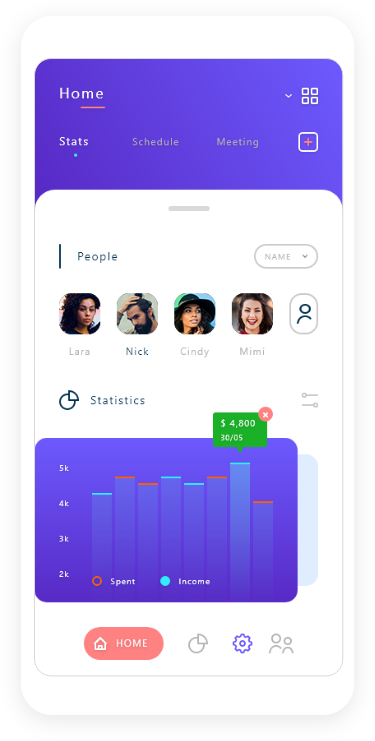 Home
Stats Schedule Meeting
People NAME
Lara Nick Cindy Mimi
Statistics
$ 4,800
30/05
5k
4k
3k
2k
Spent Income
HOME